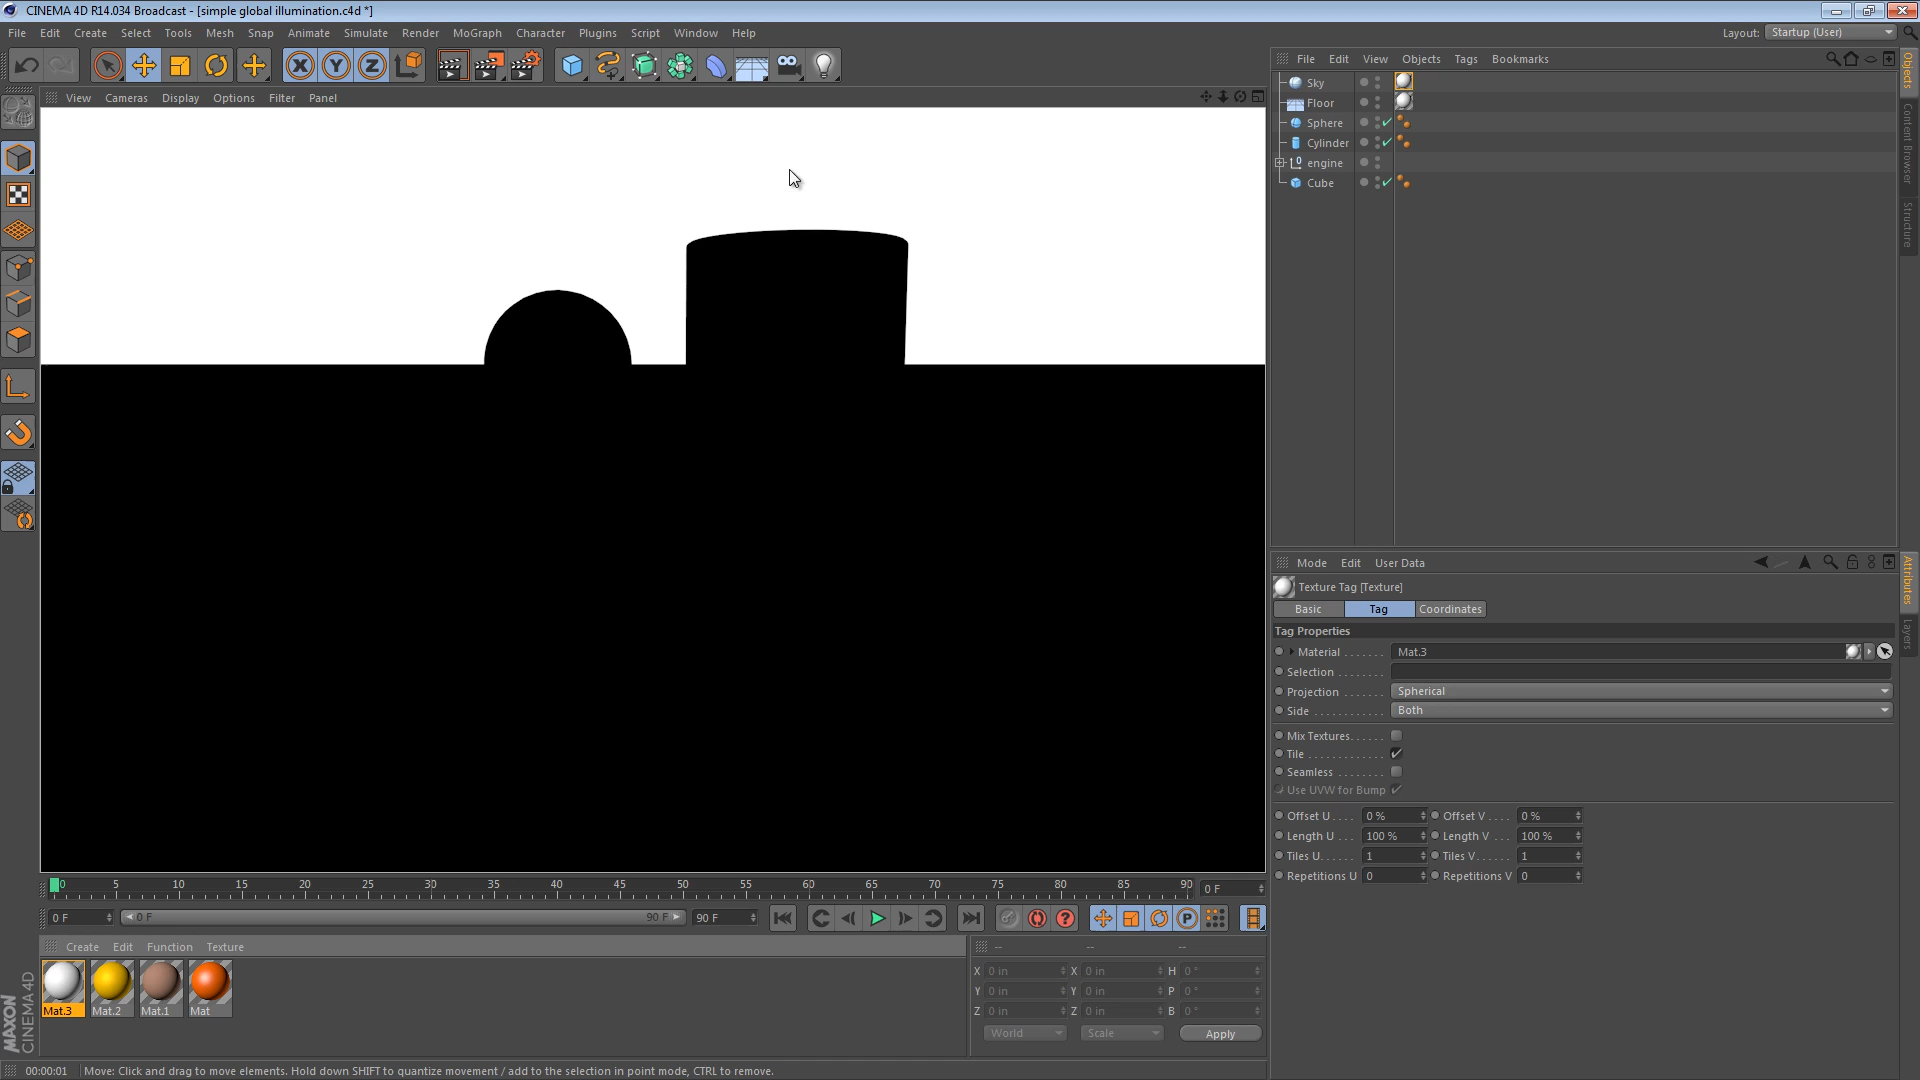 CINEMA 4D R14.034 Broadcast - [simple global illumination.c4d *]
File Edit Create Select Tools Mesh Snap Animate Simulate Render MoGraph Character Plugins Script Window Help
Layout: Startup (User)
View Cameras Display Options Filter Panel
File Edit View Objects Tags Bookmarks
Sky
Floor
Sphere
Cylinder
engine
Cube
Objects
Content Browser
Structure
Mode Edit User Data
Texture Tag [Texture]
Basic Tag Coordinates
Tag Properties
Material . . . . . . . Mat.3
Selection . . . . . . . .
Projection . . . . . . . Spherical
Side . . . . . . . . . . . . Both
Mix Textures. . . . . .
Tile . . . . . . . . . . . . .
Seamless . . . . . . . .
Use UVW for Bump
Offset U . . . . 0 % Offset V . . . . 0 %
Length U . . . 100 % Length V . . . 100 %
Tiles U. . . . . . 1 Tiles V. . . . . . 1
Repetitions U 0 Repetitions V 0
Attributes
Layers
0 5 10 15 20 25 30 35 40 45 50 55 60 65 70 75 80 85 90 0 F
0 F 0 F 90 F 90 F
Create Edit Function Texture
Mat.3 Mat.2 Mat.1 Mat
-- -- --
X 0 in X 0 in H 0 °
Y 0 in Y 0 in P 0 °
Z 0 in Z 0 in B 0 °
World Scale Apply
MAXON
CINEMA 4D
00:00:01 Move: Click and drag to move elements. Hold down SHIFT to quantize movement / add to the selection in point mode, CTRL to remove.